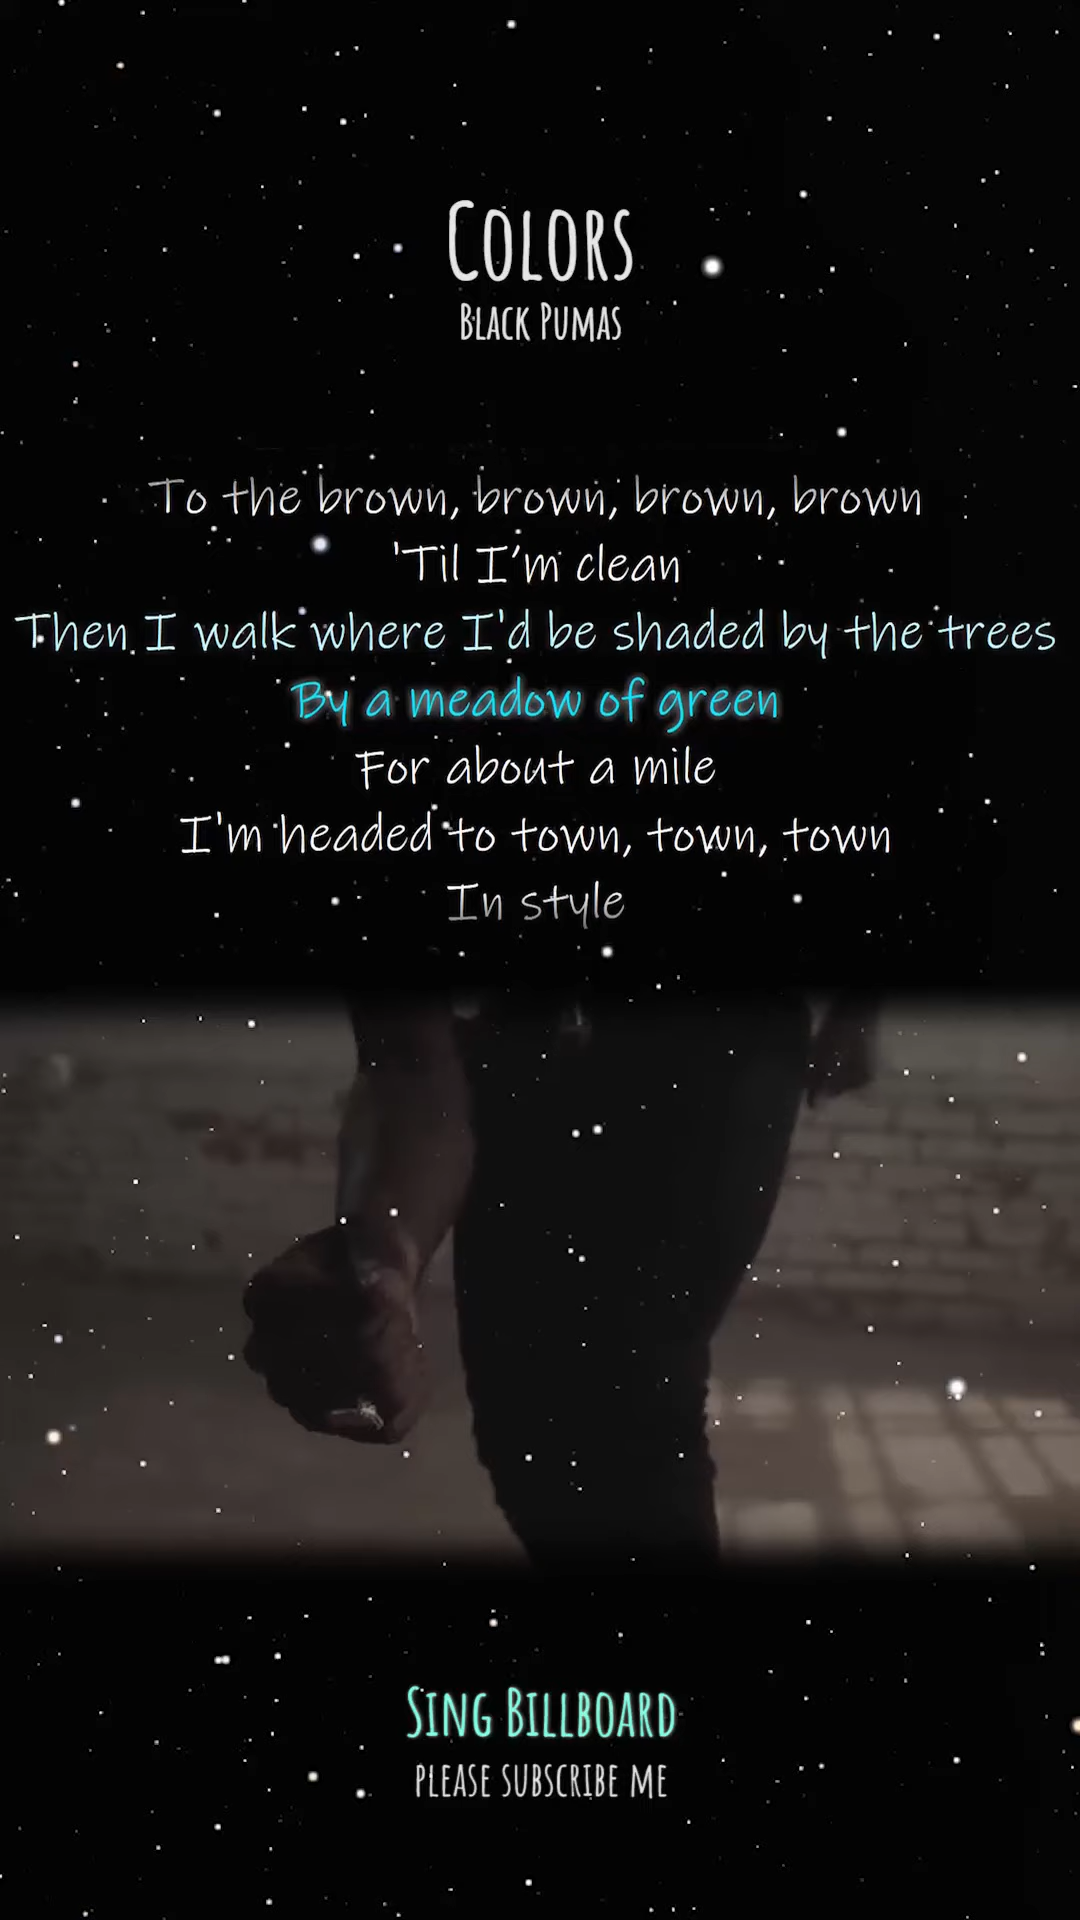 COLORS
BLACK PUMAS
To the brown, brown, brown, brown
'Til I'm clean
Then I walk where I'd be shaded by the trees
By a meadow of green
For about a mile
I'm headed to town, town, town
In style
SING BILLBOARD
PLEASE SUBSCRIBE ME